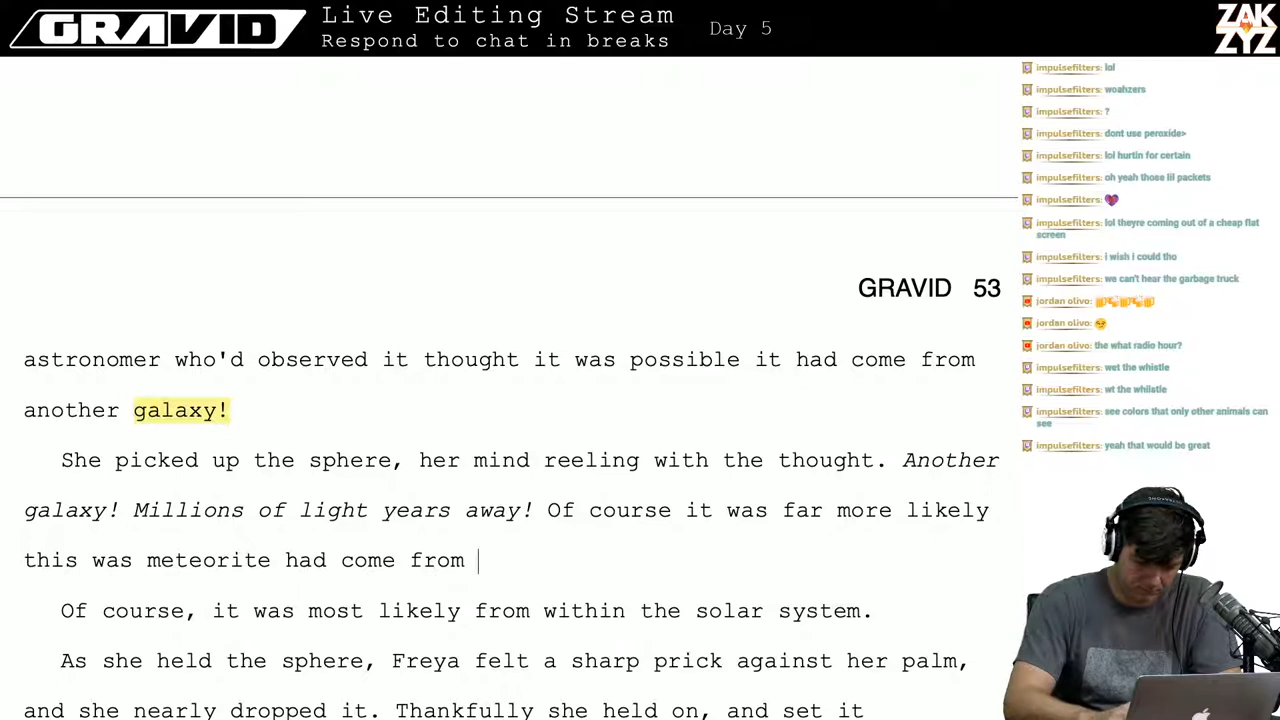 GRAVID
Live Editing Stream
Respond to chat in breaks
Day 5
ZAK
ZYZ
impulsefilters: lol
impulsefilters: woahzers
impulsefilters: ?
impulsefilters: dont use peroxide>
impulsefilters: lol hurtin for certain
impulsefilters: oh yeah those lil packets
impulsefilters: 💜
impulsefilters: lol theyre coming out of a cheap flat
screen
impulsefilters: i wish i could tho
impulsefilters: we can't hear the garbage truck
jordan olivo: 🍺🍻🍺🍻
jordan olivo:
jordan olivo: the what radio hour?
impulsefilters: wet the whistle
impulsefilters: wt the whilstle
impulsefilters: see colors that only other animals can
see
impulsefilters: yeah that would be great
GRAVID 53
astronomer who'd observed it thought it was possible it had come from
another galaxy!
She picked up the sphere, her mind reeling with the thought. Another
galaxy! Millions of light years away! Of course it was far more likely
this was meteorite had come from
Of course, it was most likely from within the solar system.
As she held the sphere, Freya felt a sharp prick against her palm,
and she nearly dropped it. Thankfully she held on, and set it